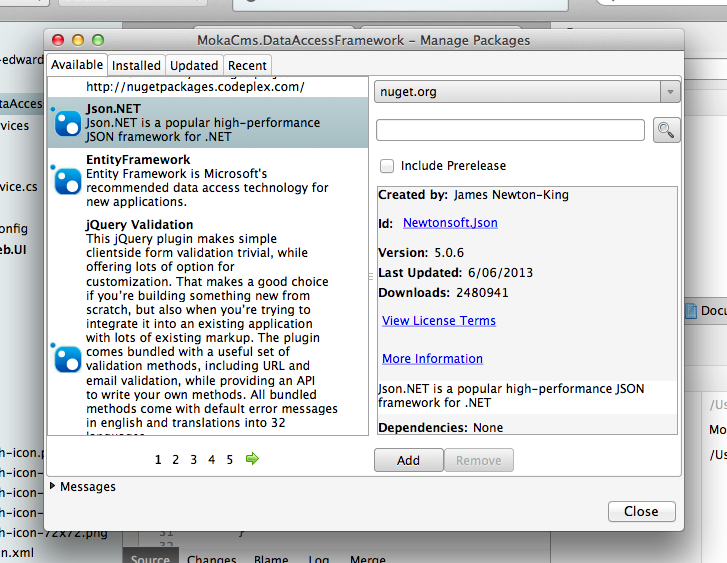 MokaCms.DataAccessFramework – Manage Packages
Available
Installed
Updated
Recent
http://nugetpackages.codeplex.com/
Json.NET
Json.NET is a popular high-performance
JSON framework for .NET
EntityFramework
Entity Framework is Microsoft's
recommended data access technology for
new applications.
jQuery Validation
This jQuery plugin makes simple
clientside form validation trivial, while
offering lots of option for
customization. That makes a good choice
if you're building something new from
scratch, but also when you're trying to
integrate it into an existing application
with lots of existing markup. The plugin
comes bundled with a useful set of
validation methods, including URL and
email validation, while providing an API
to write your own methods. All bundled
methods come with default error messages
in english and translations into 32
languages.
1 2 3 4 5
nuget.org
Include Prerelease
Created by: James Newton-King
Id: Newtonsoft.Json
Version: 5.0.6
Last Updated: 6/06/2013
Downloads: 2480941
View License Terms
More Information
Json.NET is a popular high-performance JSON
framework for .NET
Dependencies: None
Add
Remove
Messages
Close
-edward
taAcces
vices
vice.cs
onfig
eb.UI
h-icon.p
h-icon-
h-icon-
h-icon-
h-icon-72x72.png
n.xml
31
}
Source
Changes
Blame
Log
Merge
Docu
/Us
Mo
/Us